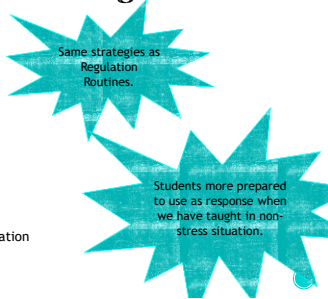 Same strategies as
Regulation
Routines.
Students more prepared
to use as response when
we have taught in non-
stress situation.